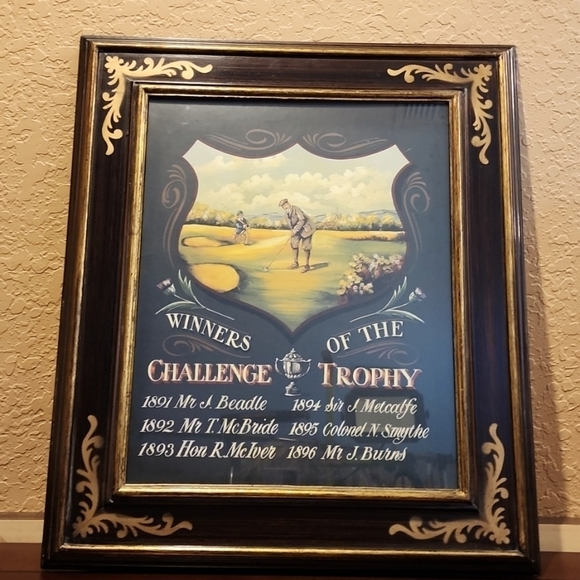 WINNERS OF THE
CHALLENGE TROPHY
1891 Mr J. Beadle
1892 Mr T. McBride
1893 Hon R. McIver
1894 Sir J. Metcalfe
1895 Colonel N. Smythe
1896 Mr J. Burns